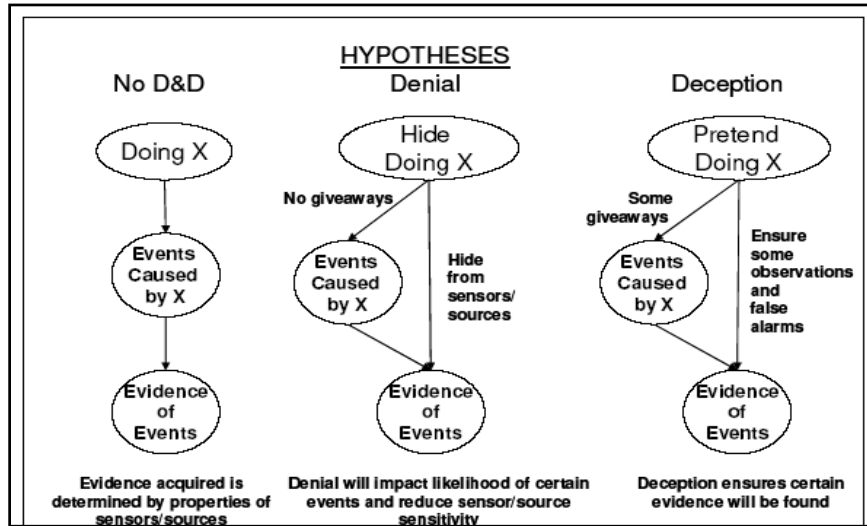 HYPOTHESES
No D&D
Denial
Deception
Doing X
Hide
Doing X
Pretend
Doing X
No giveaways
Some
giveaways
Events
Caused
by X
Events
Caused
by X
Hide
from
sensors/
sources
Events
Caused
by X
Ensure
some
observations
and
false
alarms
Evidence
of
Events
Evidence
of
Events
Evidence
of
Events
Evidence acquired is
determined by properties of
sensors/sources
Denial will impact likelihood of certain
events and reduce sensor/source
sensitivity
Deception ensures certain
evidence will be found